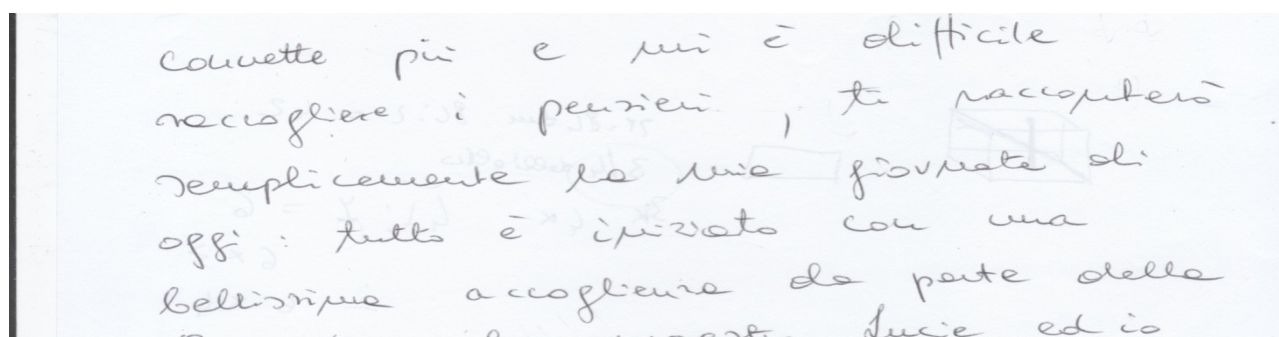 connette più e mi è difficile
raccogliere i pensieri, ti racconterò
semplicemente la mia giornata di
oggi: tutto è iniziato con una
bellissima accoglienza da parte della
Lucie ed io